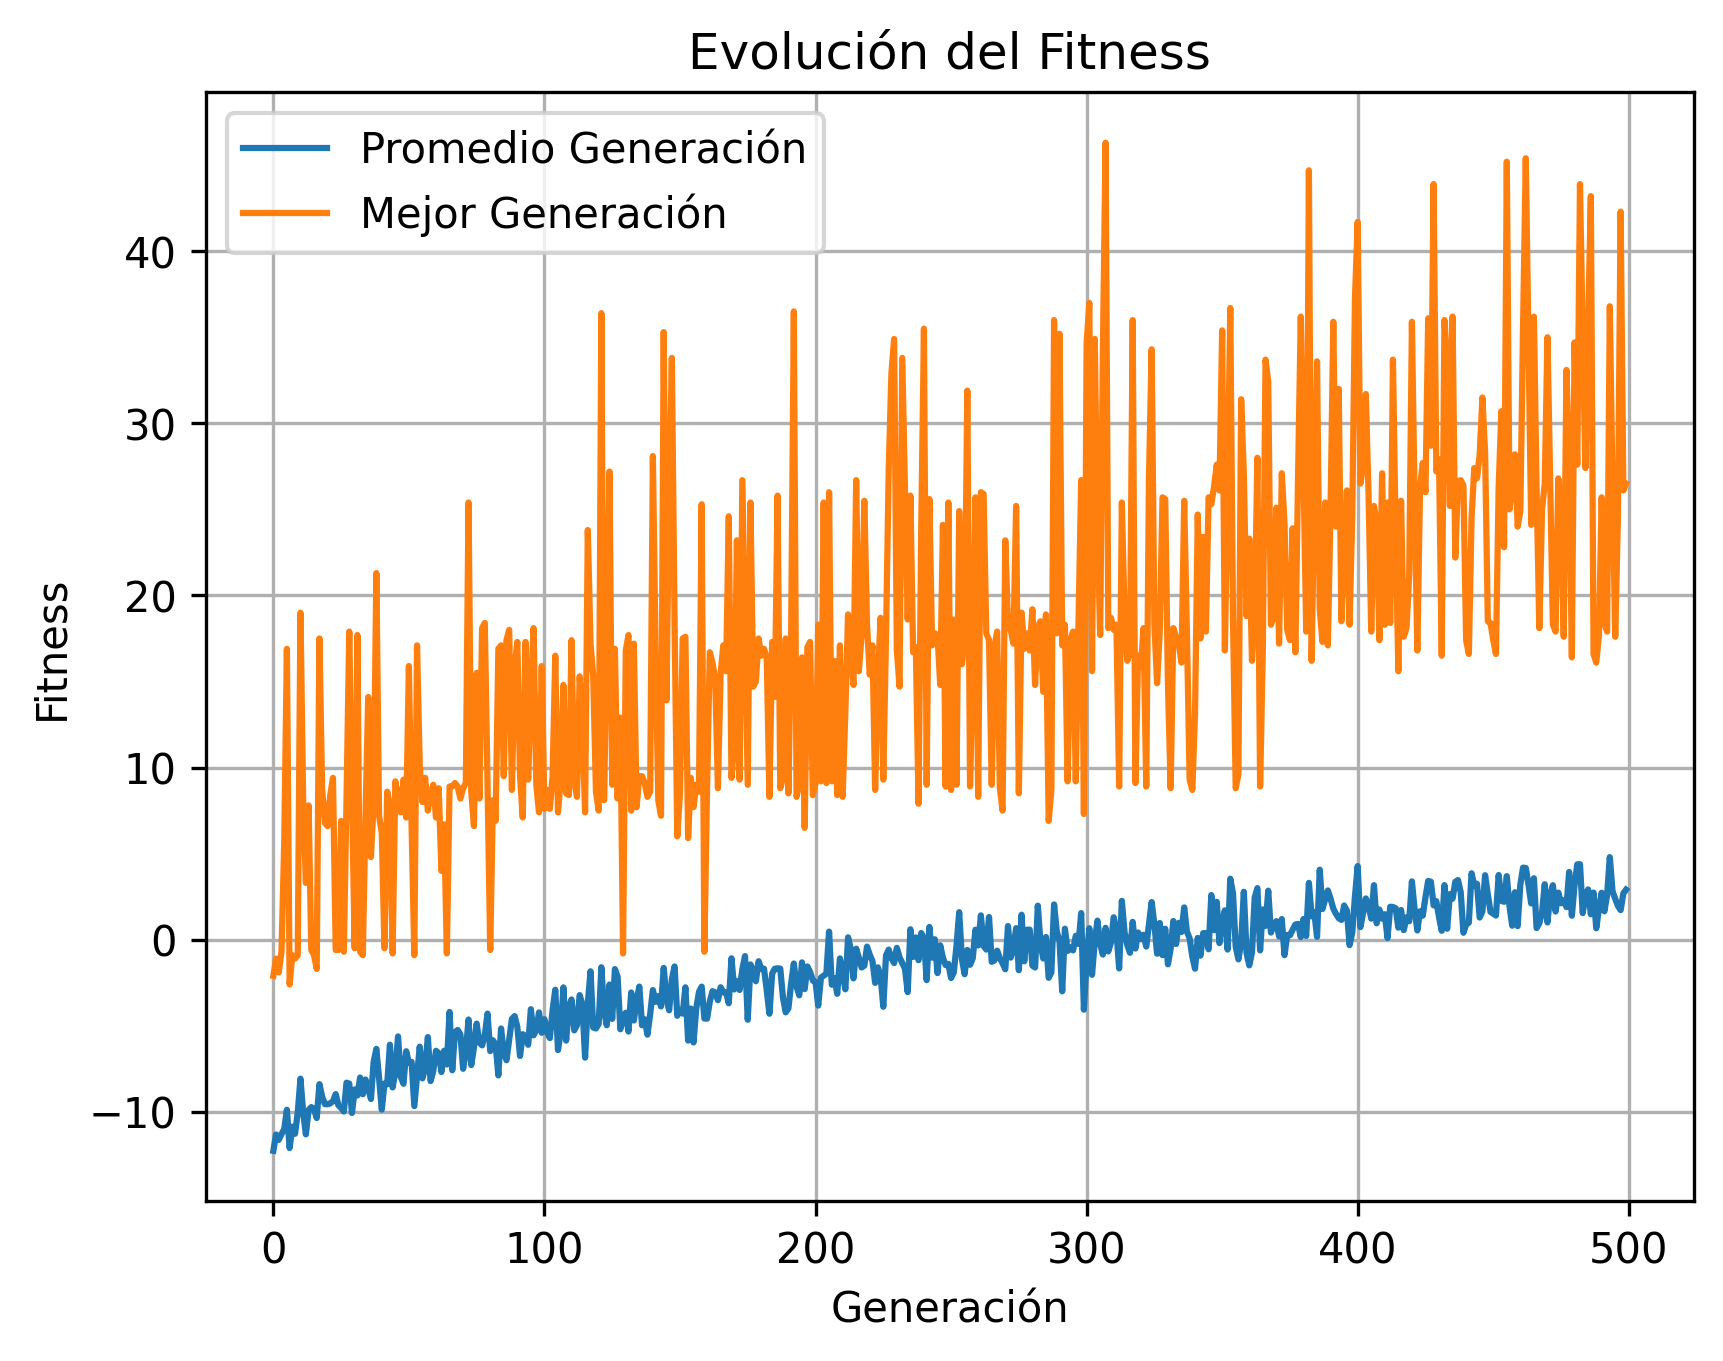 Evolución del Fitness
Promedio Generación
Mejor Generación
Fitness
40
30
20
10
0
−10
0 100 200 300 400 500
Generación